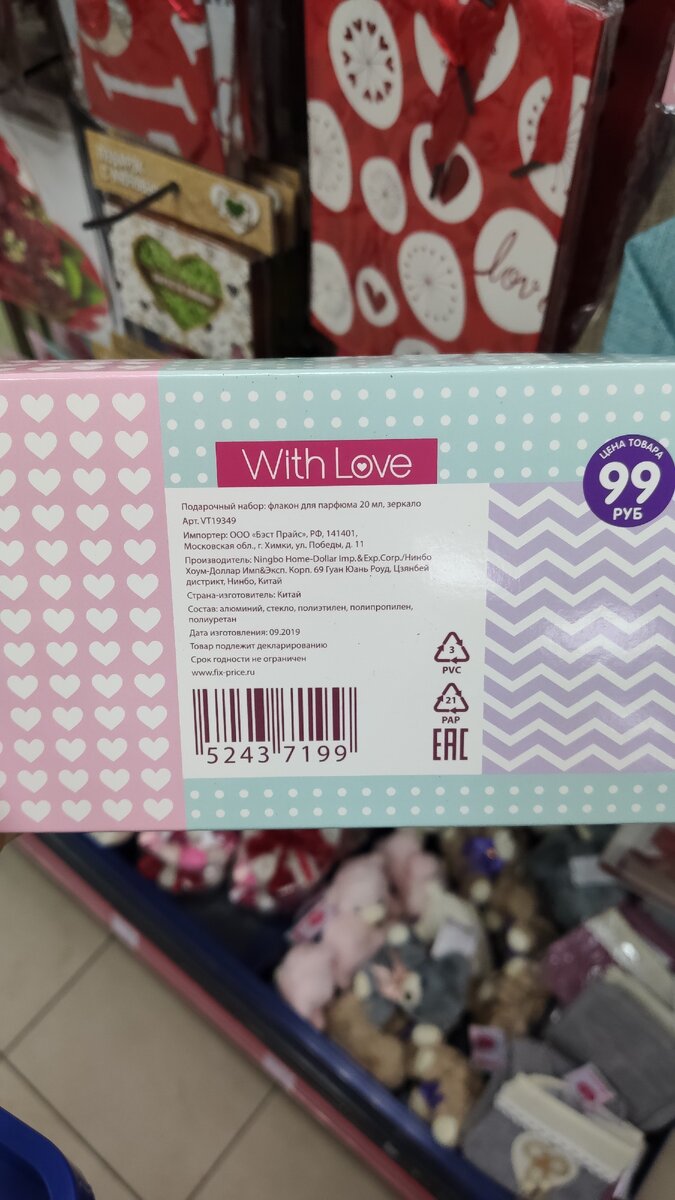 love
With Love
ЦЕНА ТОВАРА
99
РУБ
Подарочный набор: флакон для парфюма 20 мл, зеркало
Арт. VT19349
Импортер: ООО «Бэст Прайс», РФ, 141401,
Московская обл., г. Химки, ул. Победы, д. 11
Производитель: Ningbo Home-Dollar Imp.&Exp.Corp./Нинбо
Хоум-Доллар Имп&Эксп. Корп. 69 Гуан Юань Роуд, Цзянбей
дистрикт, Нинбо, Китай
Страна-изготовитель: Китай
Состав: алюминий, стекло, полиэтилен, полипропилен,
полиуретан
Дата изготовления: 09.2019
Товар подлежит декларированию
Срок годности не ограничен
www.fix-price.ru
3
PVC
21
PAP
EAC
5243 7199